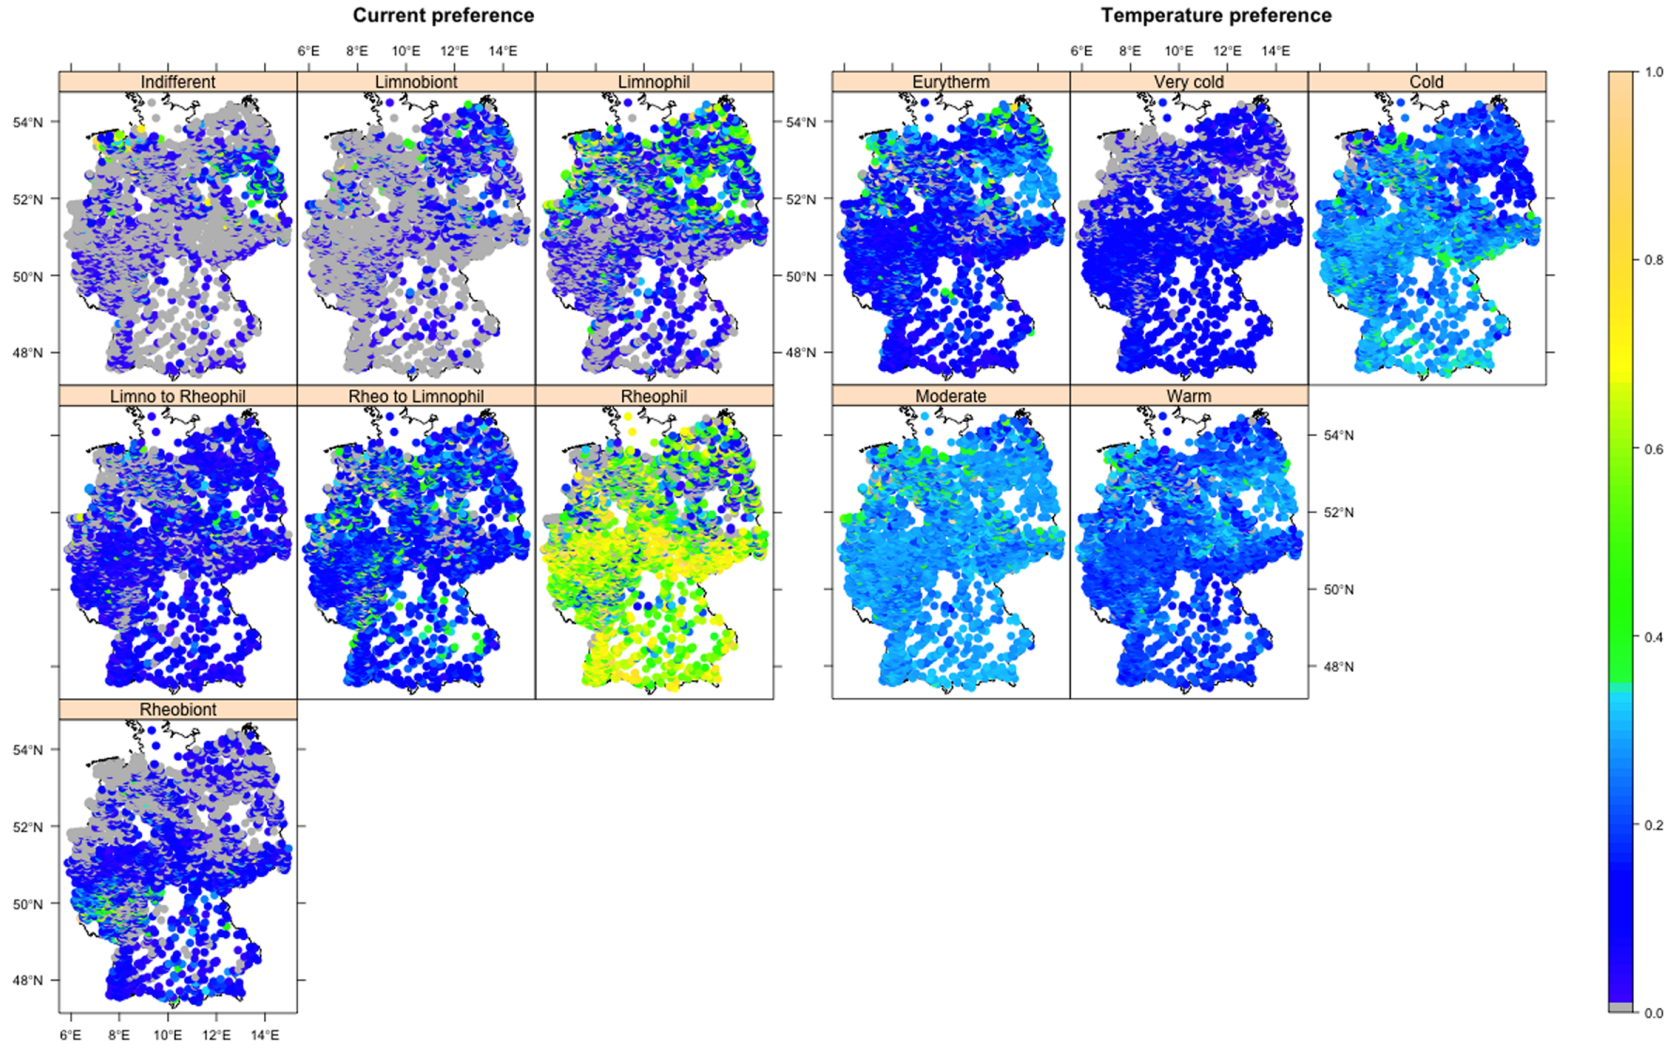 Current preference Temperature preference
6°E 8°E 10°E 12°E 14°E 6°E 8°E 10°E 12°E 14°E
Indifferent Limnobiont Limnophil Eurytherm Very cold Cold
1.0
54°N 54°N
52°N 52°N
0.8
50°N 50°N
48°N 48°N
Limno to Rheophil Rheo to Limnophil Rheophil Moderate Warm
54°N
0.6
52°N
50°N
0.4
48°N
Rheobiont
54°N
52°N
0.2
50°N
48°N
0.0
6°E 8°E 10°E 12°E 14°E